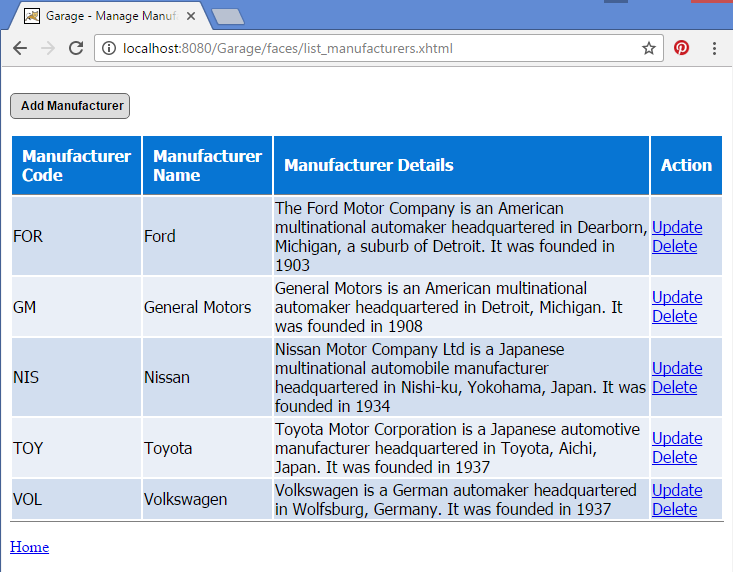 Garage - Manage Manuf
localhost:8080/Garage/faces/list_manufacturers.xhtml
Add Manufacturer
Manufacturer Code
Manufacturer Name
Manufacturer Details
Action
FOR
Ford
The Ford Motor Company is an American
multinational automaker headquartered in Dearborn,
Michigan, a suburb of Detroit. It was founded in
1903
Update
Delete
GM
General Motors
General Motors is an American multinational
automaker headquartered in Detroit, Michigan. It
was founded in 1908
Update
Delete
NIS
Nissan
Nissan Motor Company Ltd is a Japanese
multinational automobile manufacturer
headquartered in Nishi-ku, Yokohama, Japan. It was
founded in 1934
Update
Delete
TOY
Toyota
Toyota Motor Corporation is a Japanese automotive
manufacturer headquartered in Toyota, Aichi,
Japan. It was founded in 1937
Update
Delete
VOL
Volkswagen
Volkswagen is a German automaker headquartered
in Wolfsburg, Germany. It was founded in 1937
Update
Delete
Home